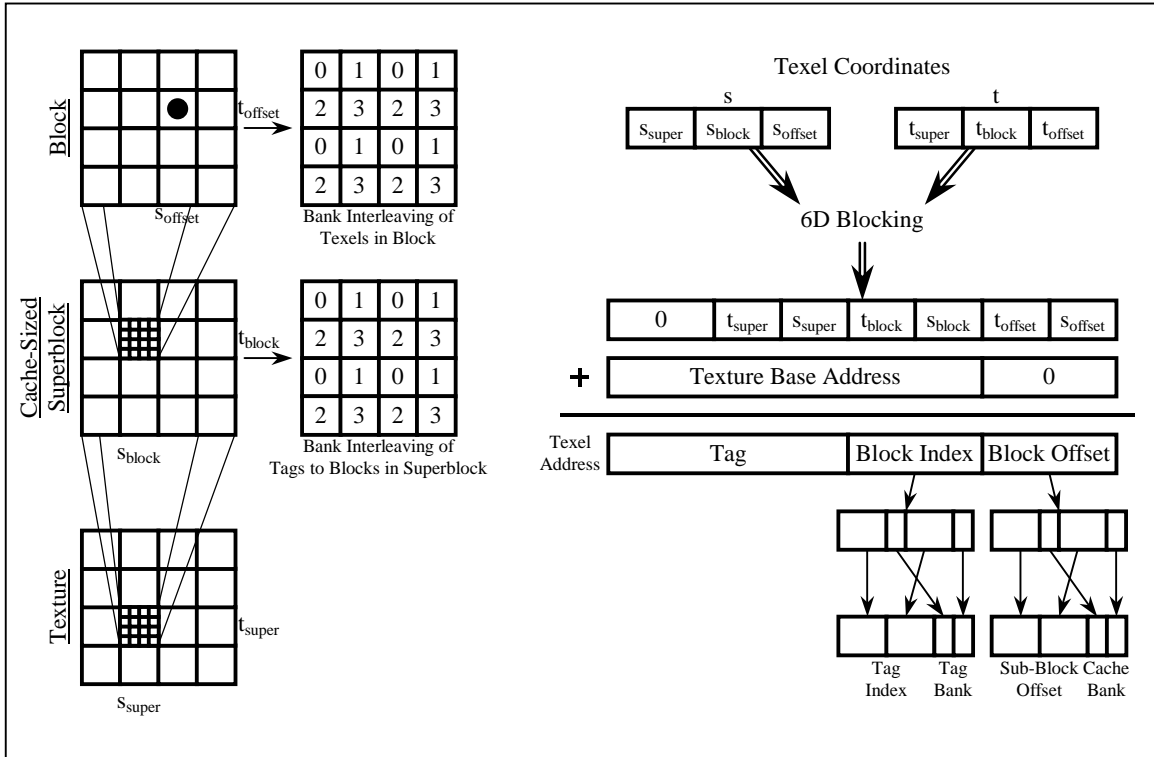 Block
t_offset
s_offset
0 1 0 1
2 3 2 3
0 1 0 1
2 3 2 3
Bank Interleaving of
Texels in Block
Cache-Sized
Superblock
t_block
s_block
0 1 0 1
2 3 2 3
0 1 0 1
2 3 2 3
Bank Interleaving of
Tags to Blocks in Superblock
Texture
t_super
s_super
Texel Coordinates
s t
s_super s_block s_offset t_super t_block t_offset
6D Blocking
0 t_super s_super t_block s_block t_offset s_offset
+ Texture Base Address 0
Texel
Address
Tag Block Index Block Offset
Tag
Index
Tag
Bank
Sub-Block
Offset
Cache
Bank